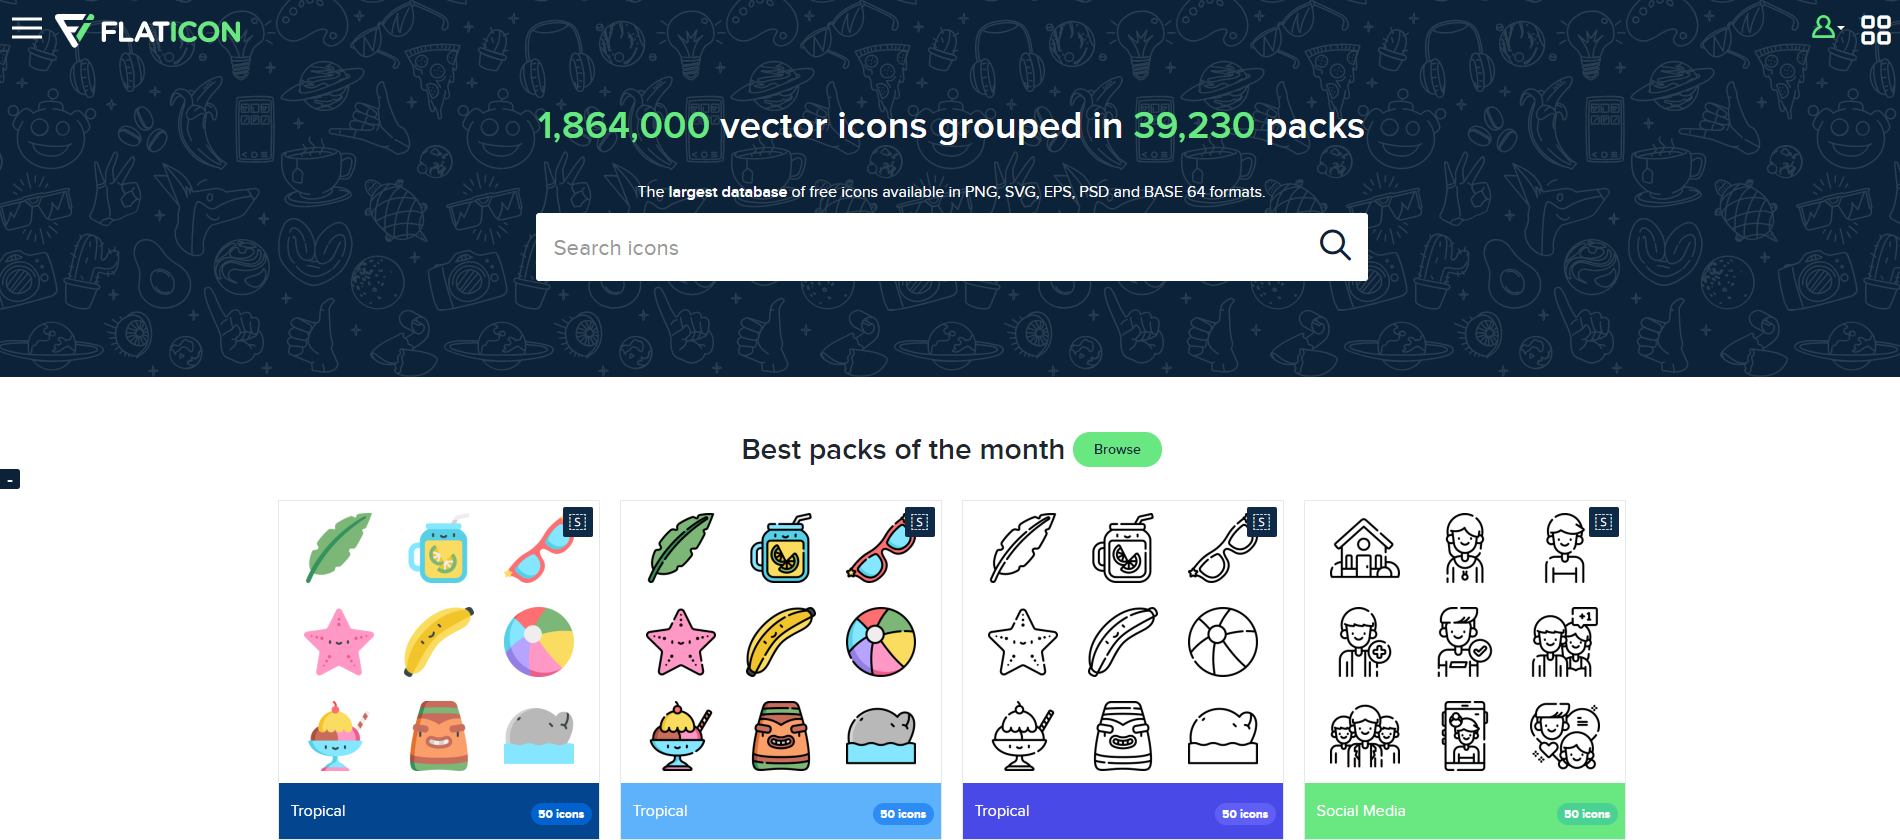 FLATICON
1,864,000 vector icons grouped in 39,230 packs
The largest database of free icons available in PNG, SVG, EPS, PSD and BASE 64 formats.
Search icons
Best packs of the month Browse
-
S S S S
+1
Tropical 50 icons Tropical 50 icons Tropical 50 icons Social Media 50 icons